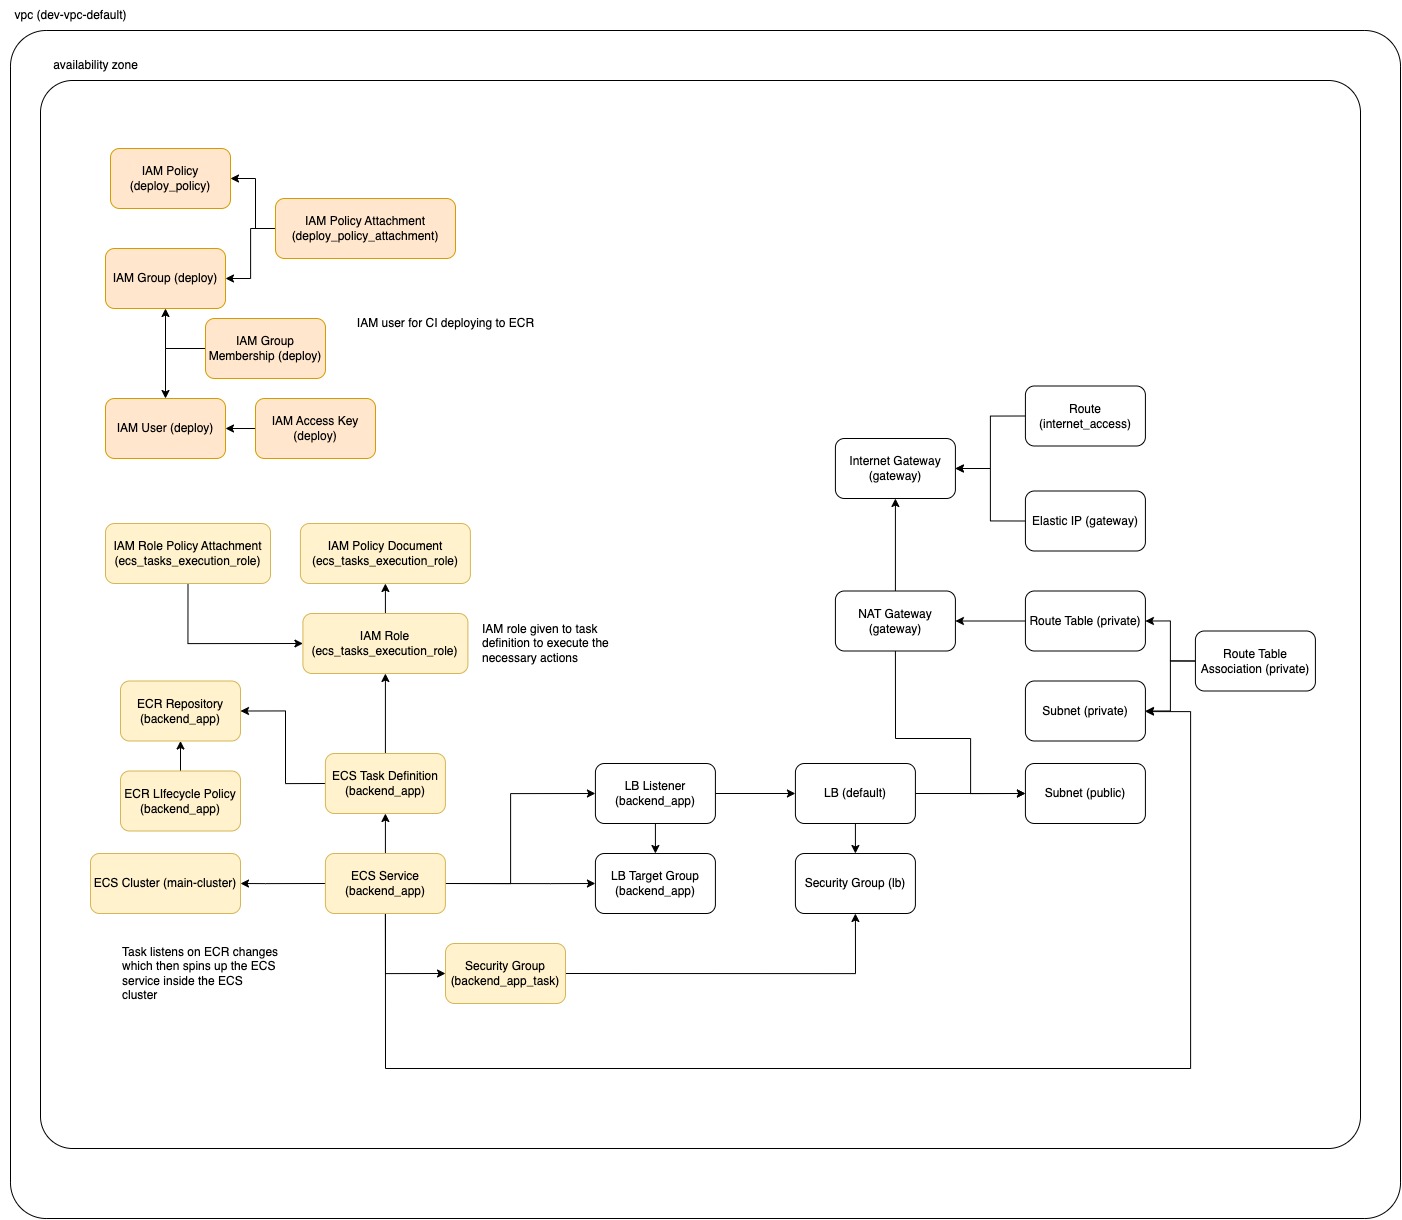 vpc (dev-vpc-default)
availability zone
IAM Policy
(deploy_policy)
IAM Policy Attachment
(deploy_policy_attachment)
IAM Group (deploy)
IAM Group
Membership (deploy)
IAM user for CI deploying to ECR
IAM User (deploy)
IAM Access Key
(deploy)
Route
(internet_access)
Internet Gateway
(gateway)
Elastic IP (gateway)
IAM Role Policy Attachment
(ecs_tasks_execution_role)
IAM Policy Document
(ecs_tasks_execution_role)
IAM Role
(ecs_tasks_execution_role)
IAM role given to task
definition to execute the
necessary actions
NAT Gateway
(gateway)
Route Table (private)
Route Table
Association (private)
Subnet (private)
ECR Repository
(backend_app)
ECR LIfecycle Policy
(backend_app)
ECS Task Definition
(backend_app)
LB Listener
(backend_app)
LB (default)
Subnet (public)
ECS Cluster (main-cluster)
ECS Service
(backend_app)
LB Target Group
(backend_app)
Security Group (lb)
Task listens on ECR changes
which then spins up the ECS
service inside the ECS
cluster
Security Group
(backend_app_task)